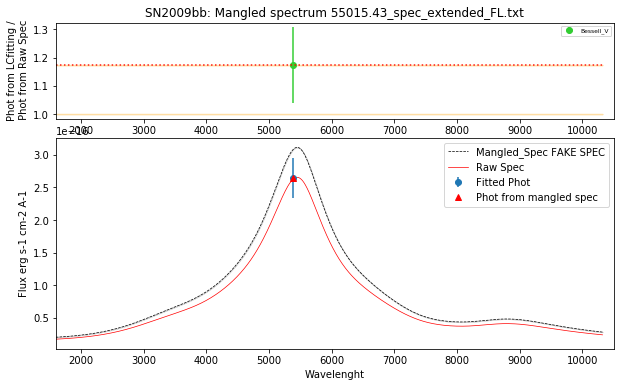 SN2009bb: Mangled spectrum 55015.43_spec_extended_FL.txt
Phot from LCfitting /
Phot from Raw Spec
1.3
1.2
1.1
1.0
Bessell_V
2000 3000 4000 5000 6000 7000 8000 9000 10000
1e−16
Flux erg s-1 cm-2 A-1
3.0
2.5
2.0
1.5
1.0
0.5
Mangled_Spec FAKE SPEC
Raw Spec
Fitted Phot
Phot from mangled spec
2000 3000 4000 5000 6000 7000 8000 9000 10000
Wavelenght